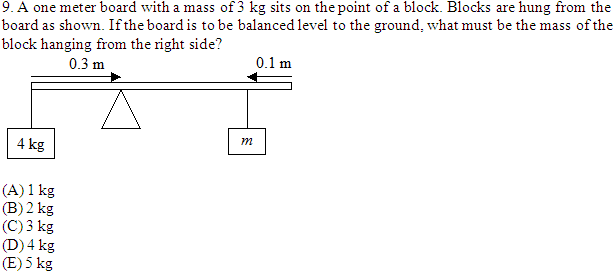 9. A one meter board with a mass of 3 kg sits on the point of a block. Blocks are hung from the
board as shown. If the board is to be balanced level to the ground, what must be the mass of the
block hanging from the right side?
0.3 m 0.1 m
4 kg m
(A) 1 kg
(B) 2 kg
(C) 3 kg
(D) 4 kg
(E) 5 kg